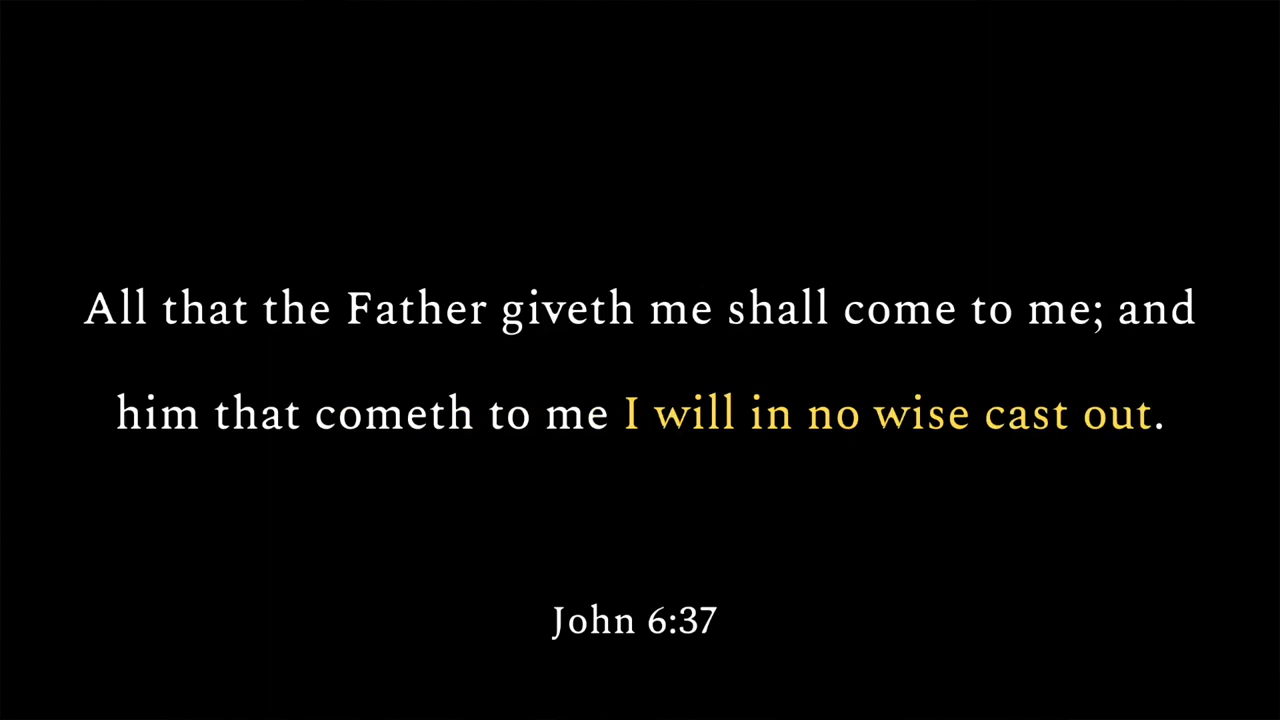 All that the Father giveth me shall come to me; and
him that cometh to me I will in no wise cast out.
John 6:37